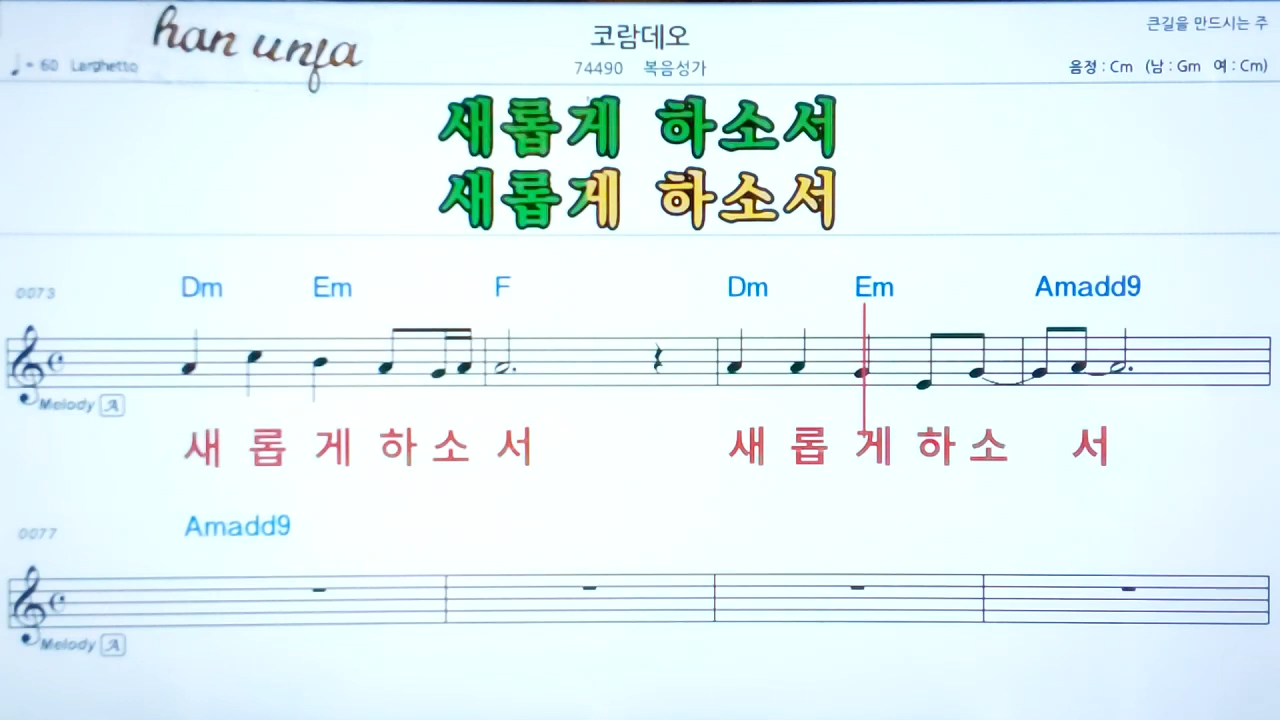 han unfa
코람데오
큰길을 만드시는 주
♩= 60 Larghetto
74490 복음성가
음정 : Cm (남 : Gm 여 : Cm)
새롭게 하소서
새롭게 하소서
0073 Dm Em F Dm Em Amadd9
Melody A
새 롭 게 하 소 서 새 롭 게 하 소 서
0077 Amadd9
Melody A